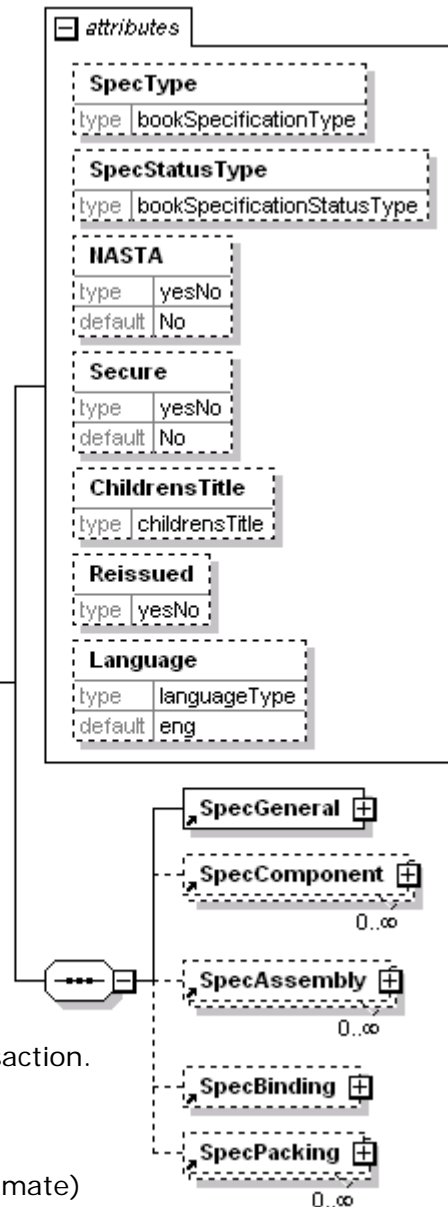 attributes
SpecType
type bookSpecificationType
SpecStatusType
type bookSpecificationStatusType
NASTA
type yesNo
default No
Secure
type yesNo
default No
ChildrensTitle
type childrensTitle
Reissued
type yesNo
Language
type languageType
default eng
SpecGeneral
SpecComponent
0..∞
SpecAssembly
0..∞
saction.
SpecBinding
SpecPacking
mate)
0..∞